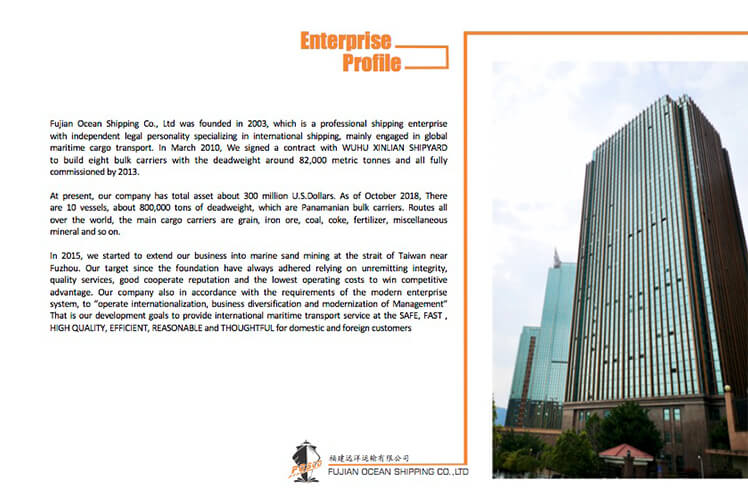 Enterprise
Profile
Fujian Ocean Shipping Co., Ltd was founded in 2003, which is a professional shipping enterprise
with independent legal personality specializing in international shipping, mainly engaged in global
maritime cargo transport. In March 2010, We signed a contract with WUHU XINLIAN SHIPYARD
to build eight bulk carriers with the deadweight around 82,000 metric tonnes and all fully
commissioned by 2013.
At present, our company has total asset about 300 million U.S.Dollars. As of October 2018, There
are 10 vessels, about 800,000 tons of deadweight, which are Panamanian bulk carriers. Routes all
over the world, the main cargo carriers are grain, iron ore, coal, coke, fertilizer, miscellaneous
mineral and so on.
In 2015, we started to extend our business into marine sand mining at the strait of Taiwan near
Fuzhou. Our target since the foundation have always adhered relying on unremitting integrity,
quality services, good cooperate reputation and the lowest operating costs to win competitive
advantage. Our company also in accordance with the requirements of the modern enterprise
system, to “operate internationalization, business diversification and modernization of Management”
That is our development goals to provide international maritime transport service at the SAFE, FAST ,
HIGH QUALITY, EFFICIENT, REASONABLE and THOUGHTFUL for domestic and foreign customers
福建远洋运输有限公司
FUJIAN OCEAN SHIPPING CO.,LTD